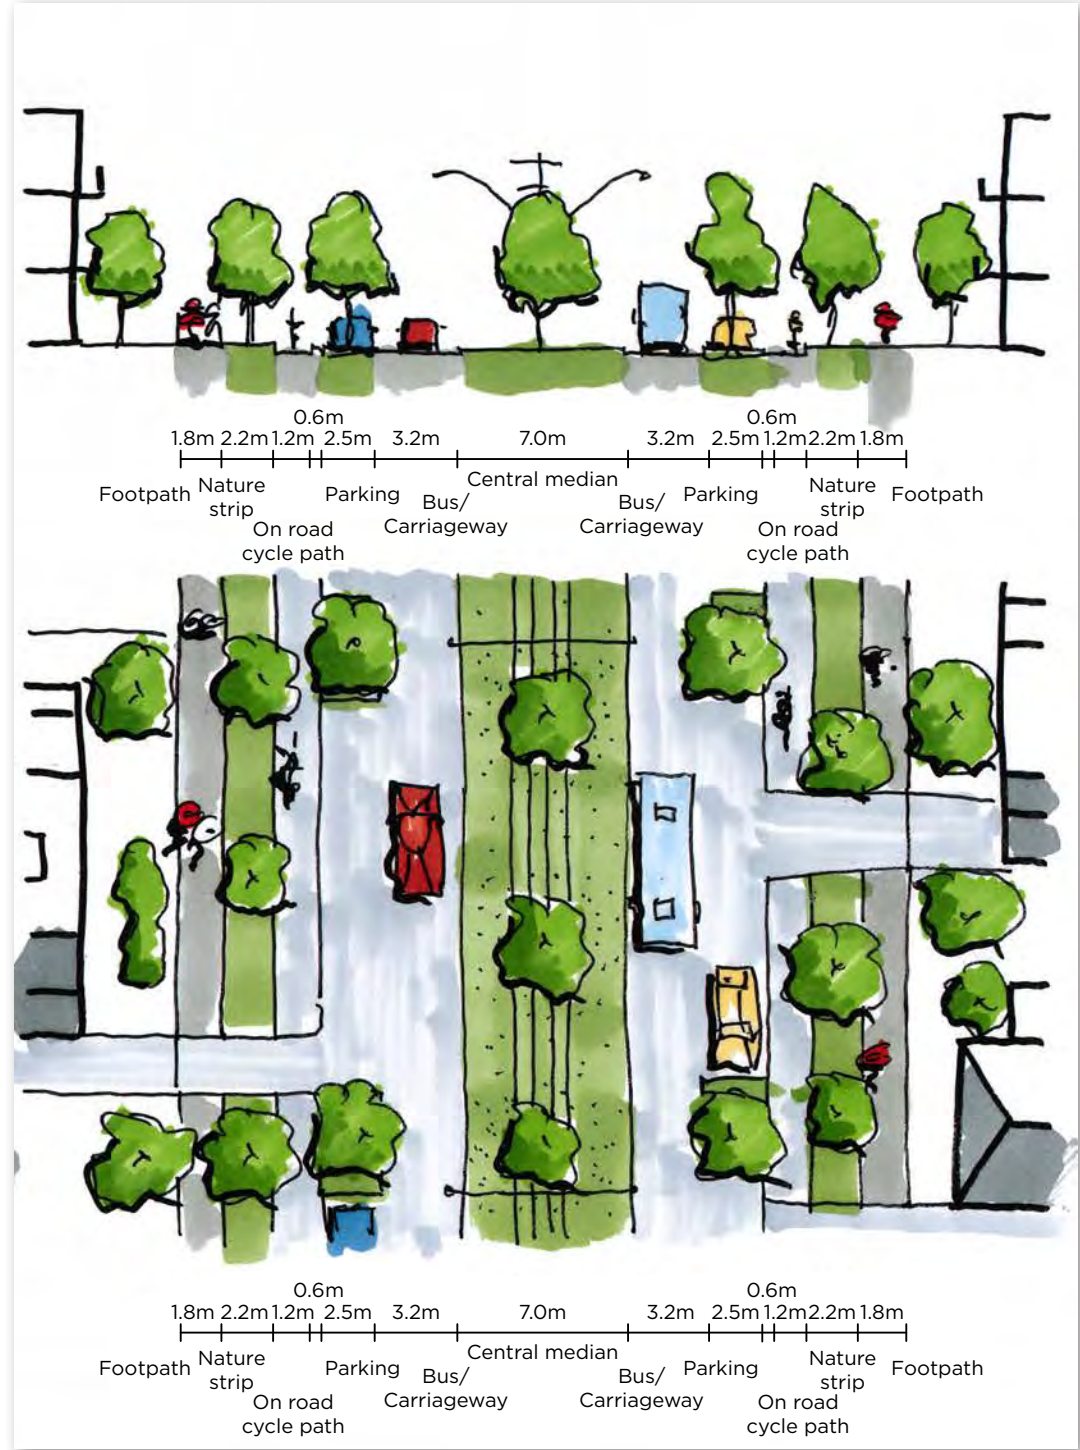 0.6m 0.6m
1.8m 2.2m 1.2m 2.5m 3.2m 7.0m 3.2m 2.5m 1.2m 2.2m 1.8m
Footpath
Nature
strip
On road
cycle path
Parking
Bus/
Carriageway
Central median
Bus/
Carriageway
Parking
On road
cycle path
Nature
strip
Footpath
0.6m 0.6m
1.8m 2.2m 1.2m 2.5m 3.2m 7.0m 3.2m 2.5m 1.2m 2.2m 1.8m
Footpath
Nature
strip
On road
cycle path
Parking
Bus/
Carriageway
Central median
Bus/
Carriageway
Parking
On road
cycle path
Nature
strip
Footpath